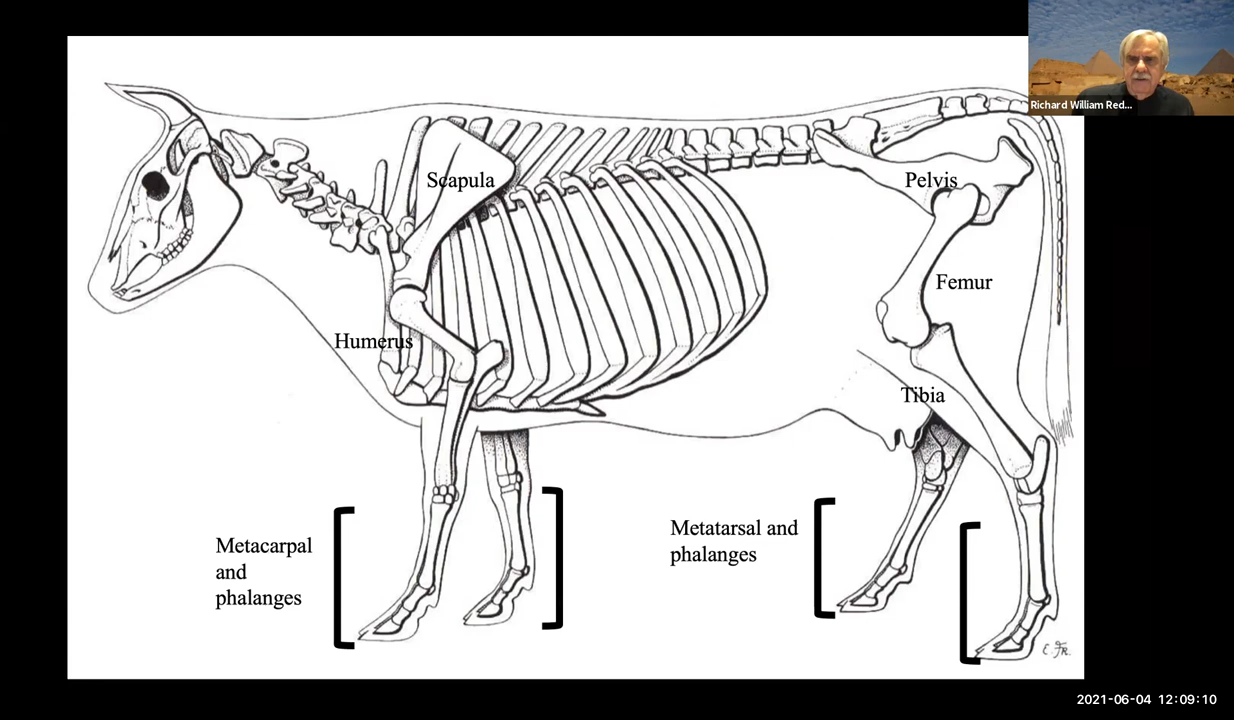 Richard William Red...
Scapula
Pelvis
Femur
Humerus
Tibia
Metacarpal
and
phalanges
Metatarsal and
phalanges
E. Fr.
2021-06-04 12:09:10